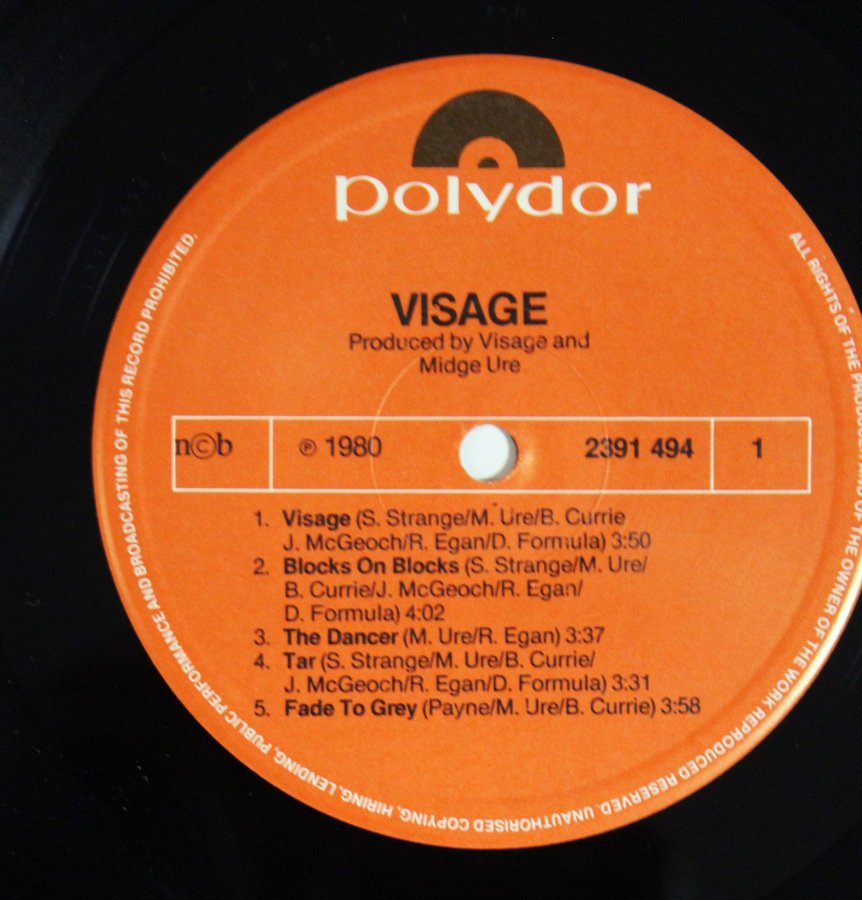 polydor
VISAGE
Produced by Visage and
Midge Ure
n©b ℗ 1980 2391 494 1
1. Visage (S. Strange/M. Ure/B. Currie
J. McGeoch/R. Egan/D. Formula) 3:50
2. Blocks On Blocks (S. Strange/M. Ure/
B. Currie/J. McGeoch/R. Egan/
D. Formula) 4:02
3. The Dancer (M. Ure/R. Egan) 3:37
4. Tar (S. Strange/M. Ure/B. Currie/
J. McGeoch/R. Egan/D. Formula) 3:31
5. Fade To Grey (Payne/M. Ure/B. Currie) 3:58
ALL RIGHTS OF THE OF THE OWNER OF THE WORK REPRODUCED RESERVED. UNAUTHORISED COPYING, HIRING, LENDING, PUBLIC PERFORMANCE AND BROADCASTING OF THIS RECORD PROHIBITED.